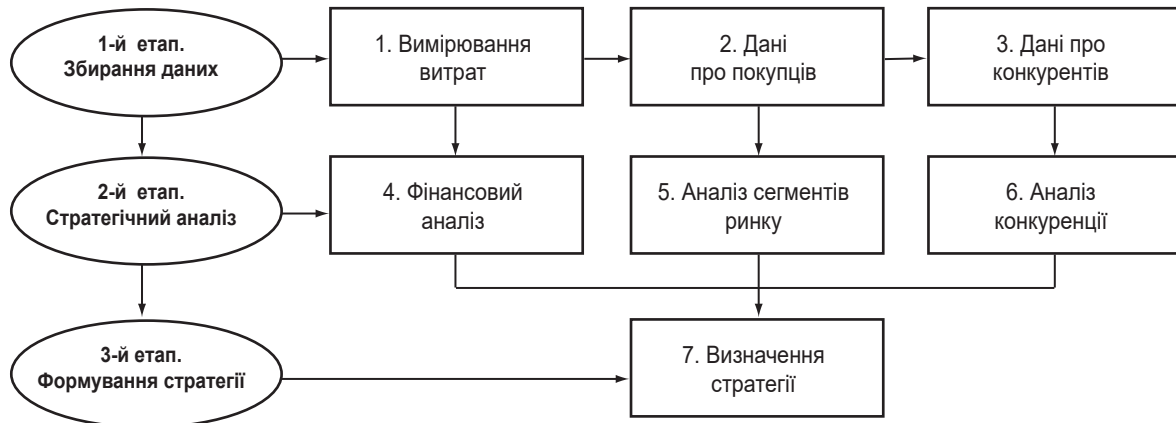 1-й етап.
Збирання даних
1. Вимірювання
витрат
2. Дані
про покупців
3. Дані про
конкурентів
2-й етап.
Стратегічний аналіз
4. Фінансовий
аналіз
5. Аналіз сегментів
ринку
6. Аналіз
конкуренції
3-й етап.
Формування стратегії
7. Визначення
стратегії